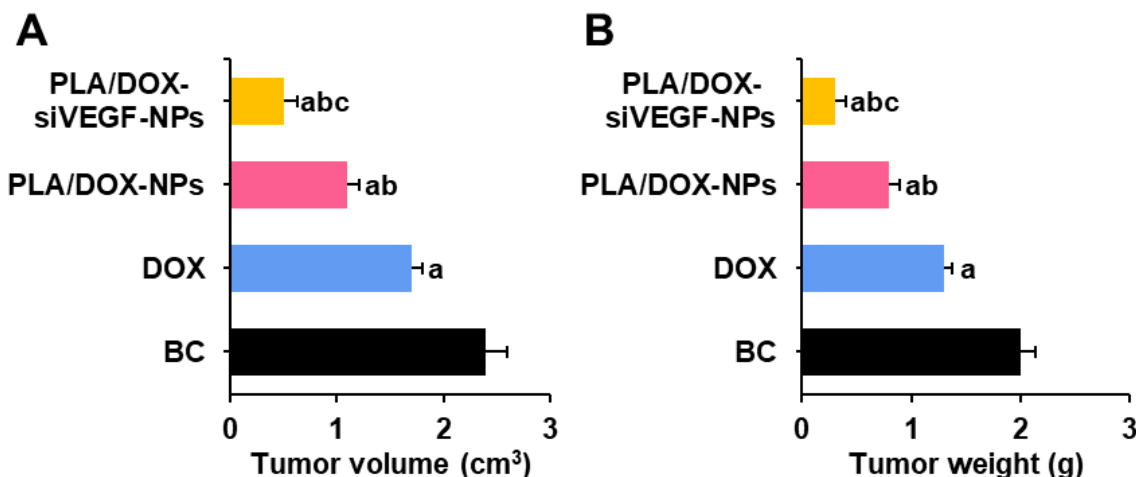 A
PLA/DOX-
siVEGF-NPs
abc
PLA/DOX-NPs
ab
DOX
a
BC
0 1 2 3
Tumor volume (cm³)
B
PLA/DOX-
siVEGF-NPs
abc
PLA/DOX-NPs
ab
DOX
a
BC
0 1 2 3
Tumor weight (g)